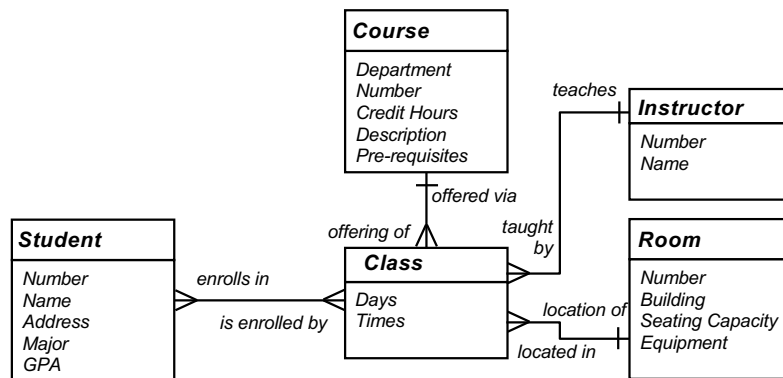 Course
Department
Number
Credit Hours
Description
Pre-requisites
teaches
Instructor
Number
Name
offered via
offering of
taught
by
Student
Number
Name
Address
Major
GPA
enrolls in
is enrolled by
Class
Days
Times
Room
Number
Building
Seating Capacity
Equipment
location of
located in